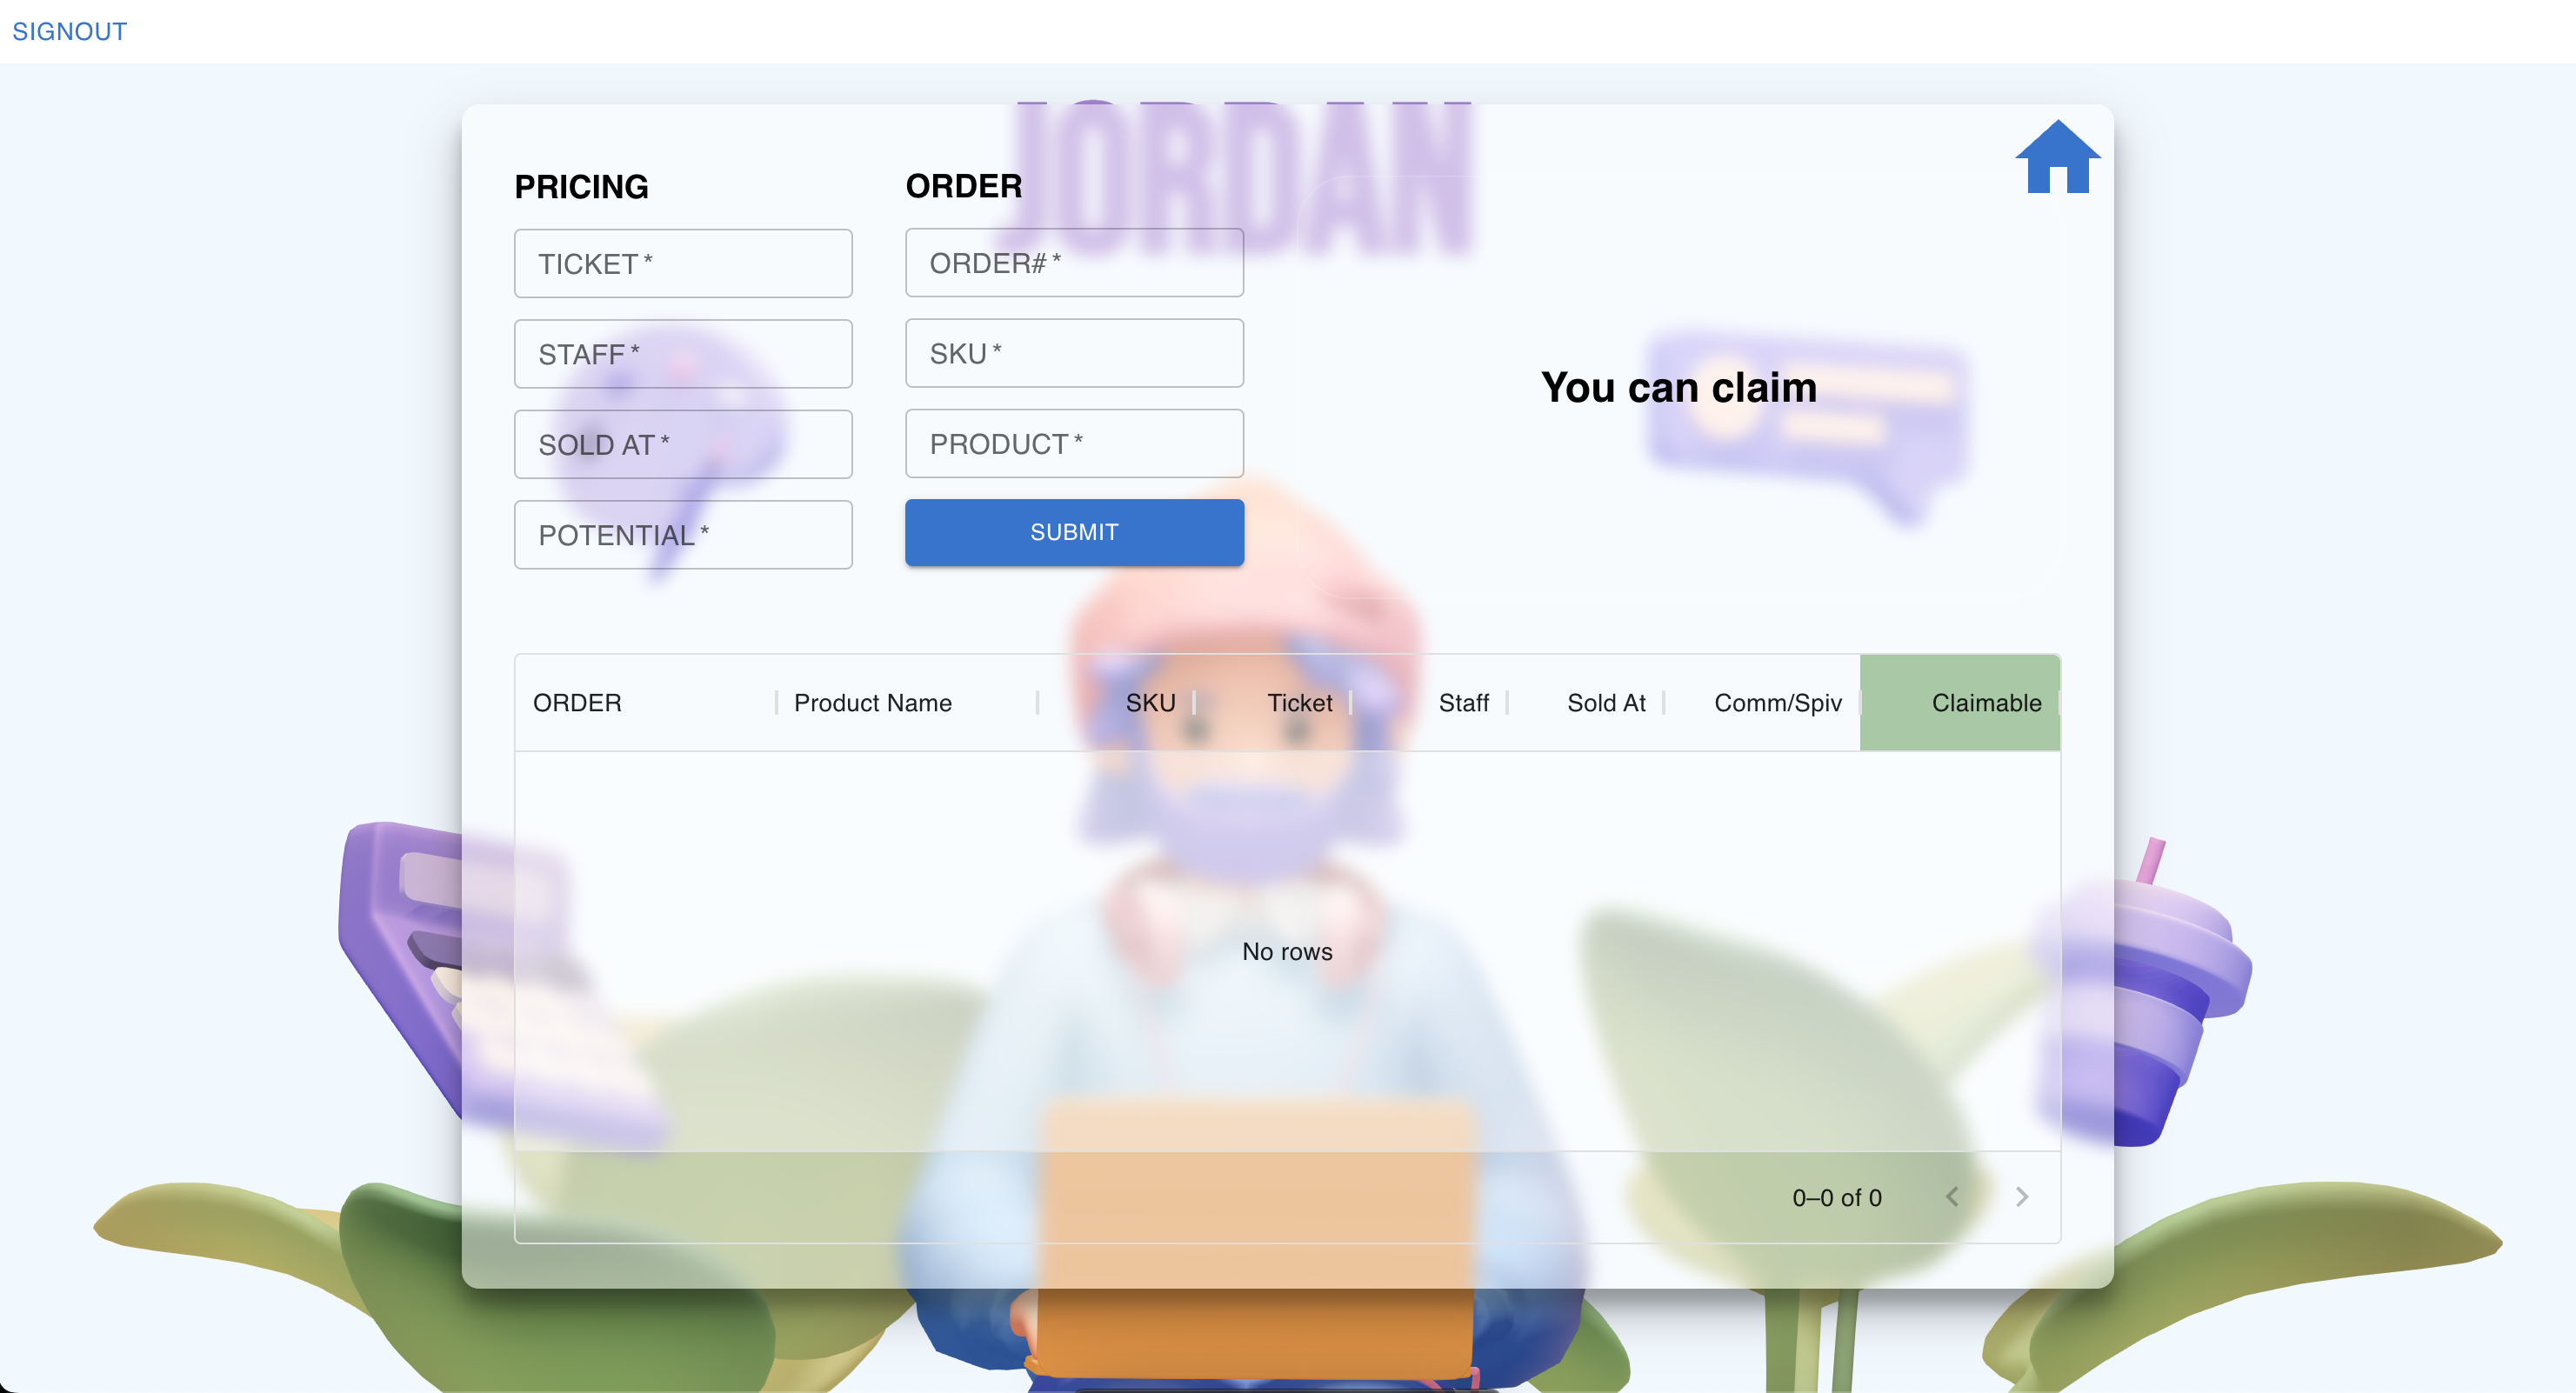 SIGNOUT
JORDAN
PRICING
ORDER
TICKET *
ORDER# *
STAFF *
SKU *
You can claim
SOLD AT *
PRODUCT *
POTENTIAL *
SUBMIT
ORDER Product Name SKU Ticket Staff Sold At Comm/Spiv Claimable
No rows
0–0 of 0